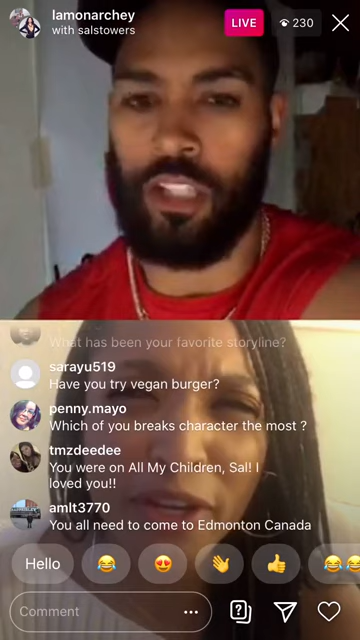 lamonarchey
LIVE
230
with salstowers
What has been your favorite storyline?
sarayu519
Have you try vegan burger?
penny.mayo
Which of you breaks character the most ?
tmzdeedee
You were on All My Children, Sal! I
loved you!!
amlt3770
You all need to come to Edmonton Canada
Hello
Comment